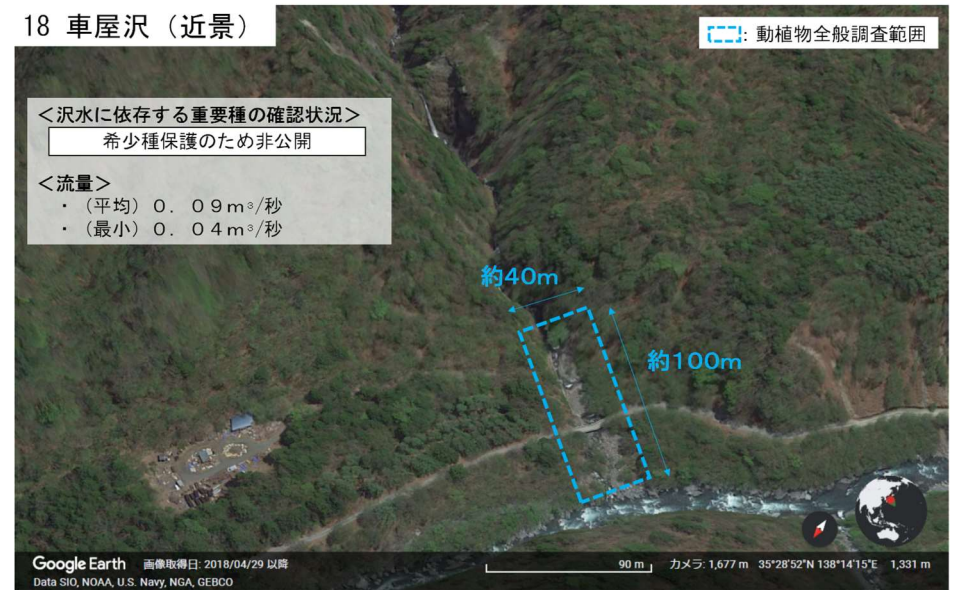 18 車屋沢（近景）
：動植物全般調査範囲
＜沢水に依存する重要種の確認状況＞
希少種保護のため非公開
＜流量＞
・（平均）０．０９m³/秒
・（最小）０．０４m³/秒
約40m
約100m
Google Earth 画像取得日: 2018/04/29 以降
90 m カメラ: 1,677 m 35°28'52"N 138°14'15"E 1,331 m
Data SIO, NOAA, U.S. Navy, NGA, GEBCO